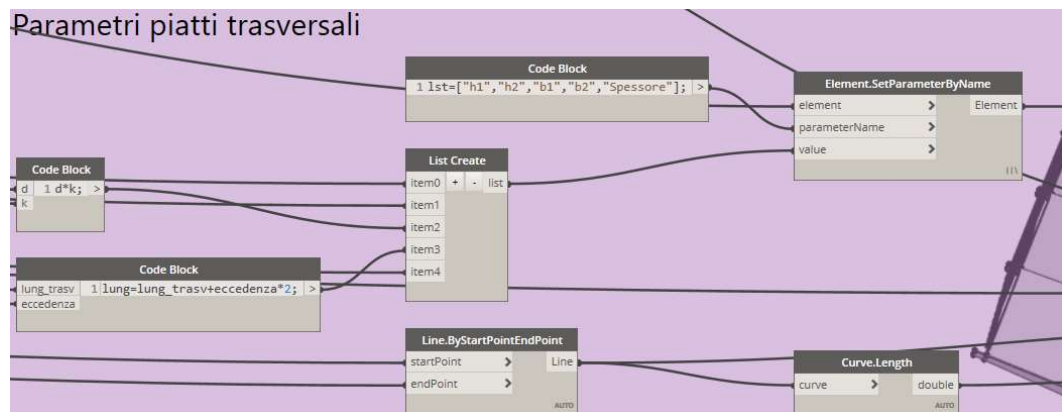 Parametri piatti trasversali
Code Block
1 lst=["h1","h2","b1","b2","Spessore"]; >
Element.SetParameterByName
element > Element
parameterName >
value >
Code Block
d 1 d*k; >
k
List Create
item0 + - list
item1
item2
item3
item4
Code Block
lung_trasv 1 lung=lung_trasv+eccedenza*2; >
eccedenza
Line.ByStartPointEndPoint
startPoint > Line
endPoint >
AUTO
Curve.Length
curve > double
AUTO